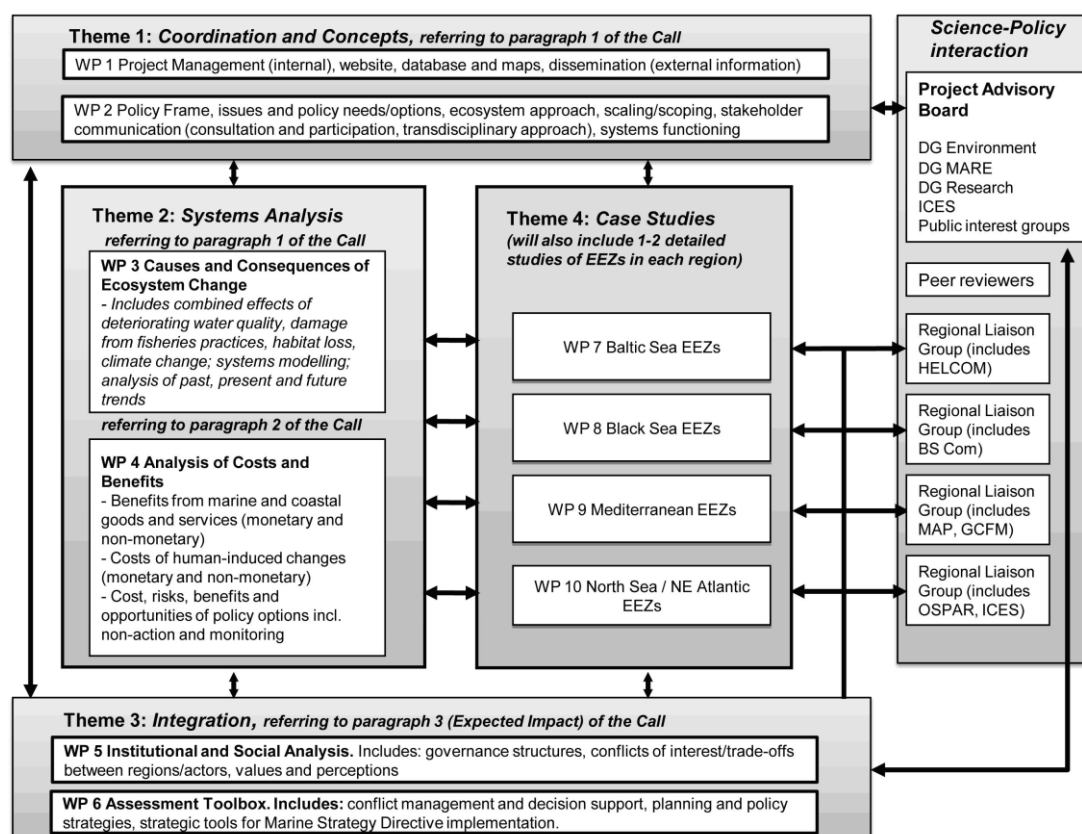 Theme 1: Coordination and Concepts, referring to paragraph 1 of the Call
WP 1 Project Management (internal), website, database and maps, dissemination (external information)
WP 2 Policy Frame, issues and policy needs/options, ecosystem approach, scaling/scoping, stakeholder
communication (consultation and participation, transdisciplinary approach), systems functioning
Science-Policy
interaction
Project Advisory
Board
DG Environment
DG MARE
DG Research
ICES
Public interest groups
Peer reviewers
Regional Liaison
Group (includes
HELCOM)
Regional Liaison
Group (includes
BS Com)
Regional Liaison
Group (includes
MAP, GCFM)
Regional Liaison
Group (includes
OSPAR, ICES)
Theme 2: Systems Analysis
referring to paragraph 1 of the Call
WP 3 Causes and Consequences of
Ecosystem Change
- Includes combined effects of
deteriorating water quality, damage
from fisheries practices, habitat loss,
climate change; systems modelling;
analysis of past, present and future
trends
referring to paragraph 2 of the Call
WP 4 Analysis of Costs and
Benefits
- Benefits from marine and coastal
goods and services (monetary and
non-monetary)
- Costs of human-induced changes
(monetary and non-monetary)
- Cost, risks, benefits and
opportunities of policy options incl.
non-action and monitoring
Theme 4: Case Studies
(will also include 1-2 detailed
studies of EEZs in each region)
WP 7 Baltic Sea EEZs
WP 8 Black Sea EEZs
WP 9 Mediterranean EEZs
WP 10 North Sea / NE Atlantic
EEZs
Theme 3: Integration, referring to paragraph 3 (Expected Impact) of the Call
WP 5 Institutional and Social Analysis. Includes: governance structures, conflicts of interest/trade-offs
between regions/actors, values and perceptions
WP 6 Assessment Toolbox. Includes: conflict management and decision support, planning and policy
strategies, strategic tools for Marine Strategy Directive implementation.